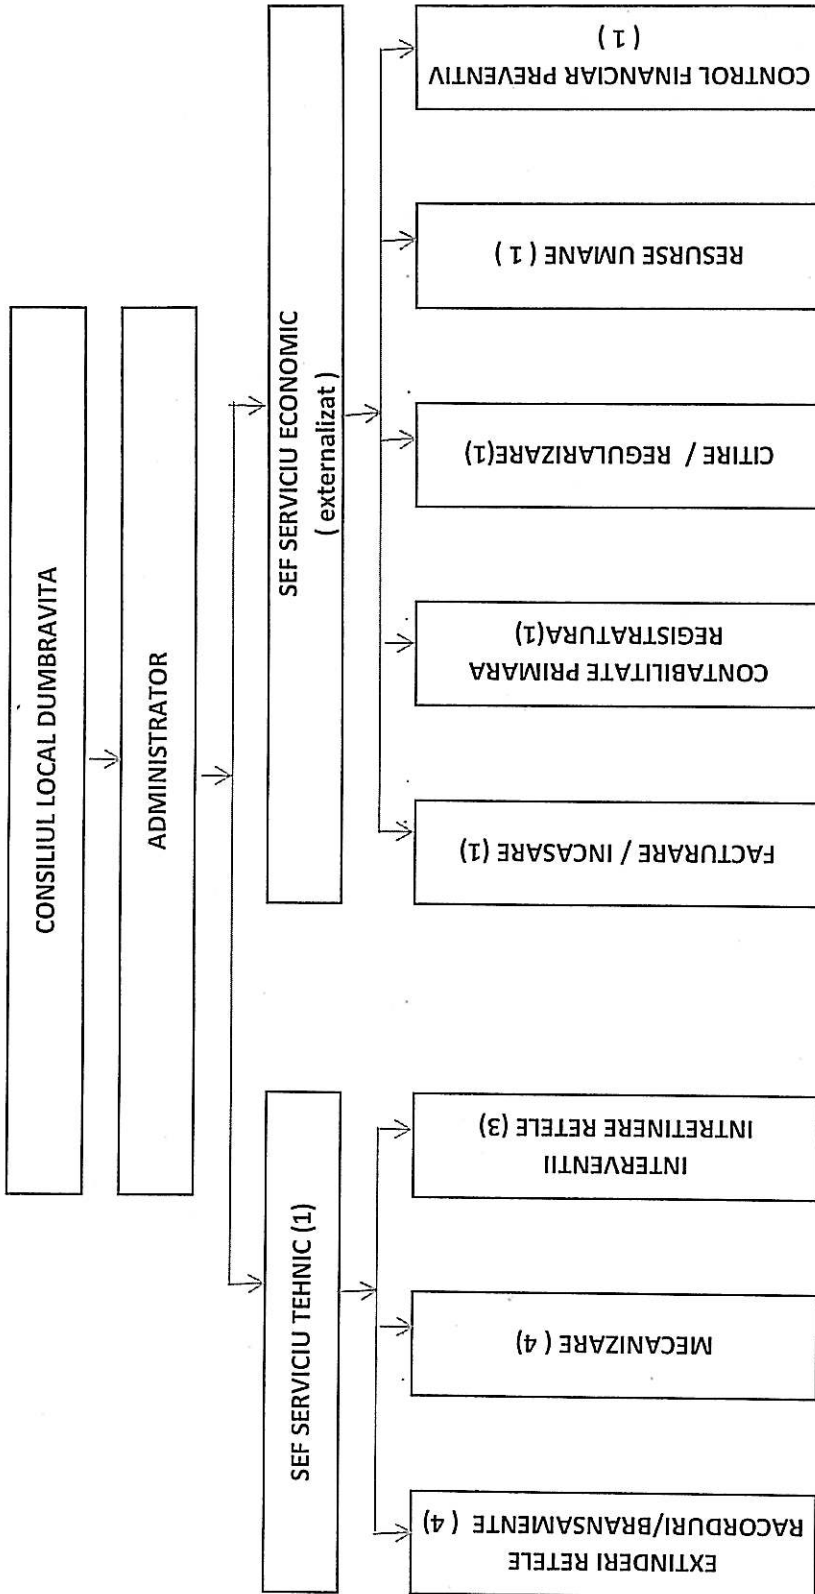 CONSILIUL LOCAL DUMBRAVITA
ADMINISTRATOR
SEF SERVICIU TEHNIC (1)
SEF SERVICIU ECONOMIC
( externalizat )
EXTINDERI RETELE
RACORDURI/BRANSAMENTE ( 4)
MECANIZARE ( 4)
INTERVENTII
INTRETINERE RETELE (3)
FACTURARE / INCASARE (1)
CONTABILITATE PRIMARA
REGISTRATURA(1)
CITIRE / REGULARIZARE(1)
RESURSE UMANE ( 1 )
CONTROL FINANCIAR PREVENTIV
( 1 )